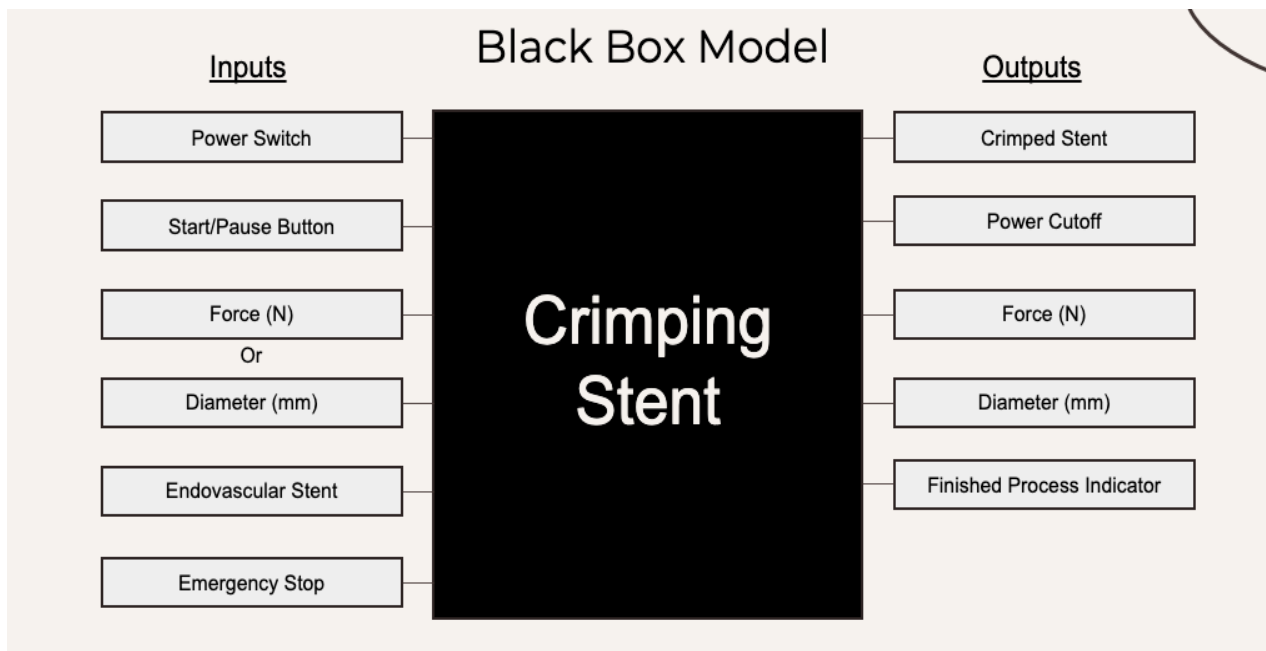 Black Box Model
Inputs
Outputs
Power Switch
Start/Pause Button
Force (N)
Or
Diameter (mm)
Endovascular Stent
Emergency Stop
Crimping
Stent
Crimped Stent
Power Cutoff
Force (N)
Diameter (mm)
Finished Process Indicator